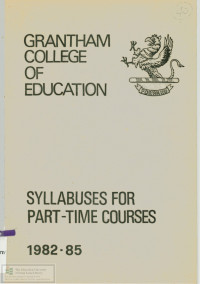 GRANTHAM
COLLEGE
OF
EDUCATION
SYLLABUSES FOR
PART-TIME COURSES
1982-85